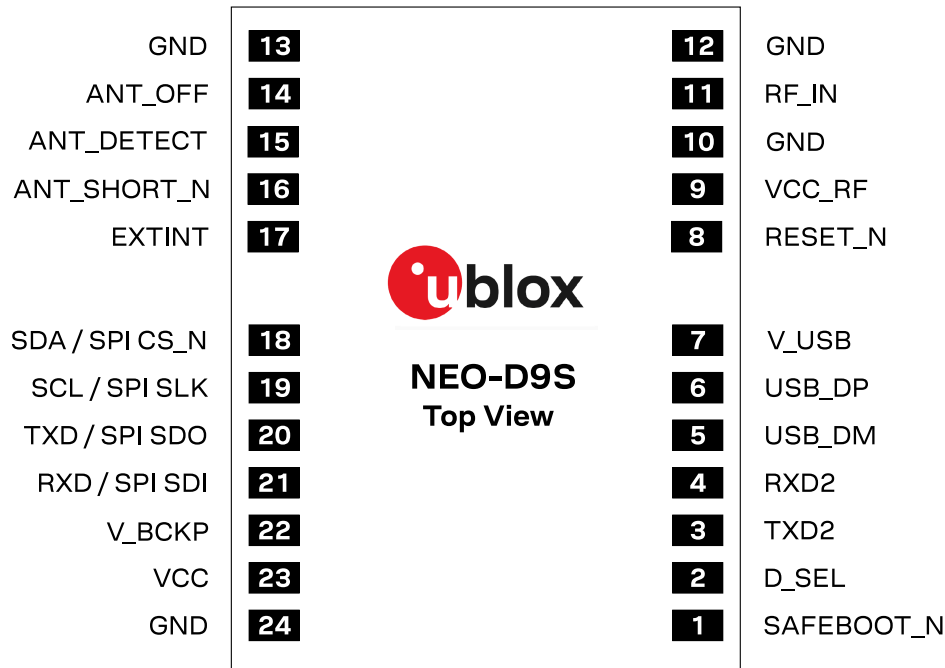 GND 13 12 GND
ANT_OFF 14 11 RF_IN
ANT_DETECT 15 10 GND
ANT_SHORT_N 16 9 VCC_RF
EXTINT 17 8 RESET_N
ublox
SDA / SPI CS_N 18 7 V_USB
NEO-D9S
SCL / SPI SLK 19 6 USB_DP
Top View
TXD / SPI SDO 20 5 USB_DM
RXD / SPI SDI 21 4 RXD2
V_BCKP 22 3 TXD2
VCC 23 2 D_SEL
GND 24 1 SAFEBOOT_N